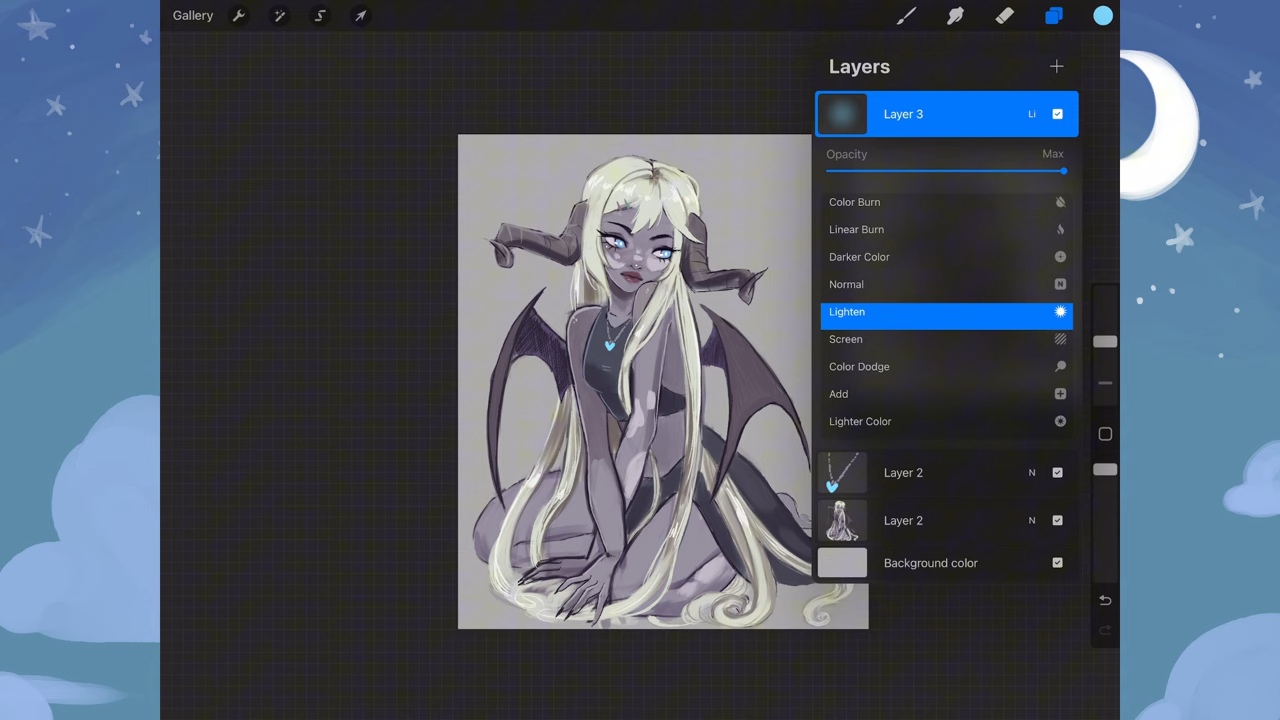 Gallery
Layers
Layer 3 Li
Opacity Max
Color Burn
Linear Burn
Darker Color
Normal N
Lighten
Screen
Color Dodge
Add
Lighter Color
Layer 2 N
Layer 2 N
Background color